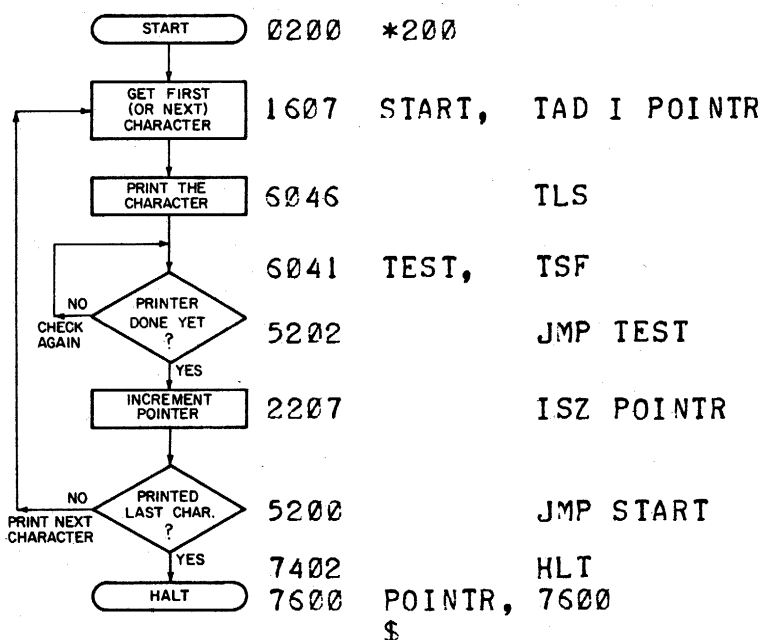 START 0200 *200
GET FIRST
(OR NEXT)
CHARACTER
1607 START, TAD I POINTR
PRINT THE
CHARACTER
6046 TLS
6041 TEST, TSF
NO
CHECK
AGAIN
PRINTER
DONE YET
?
5202 JMP TEST
YES
INCREMENT
POINTER
2207 ISZ POINTR
NO
PRINT NEXT
CHARACTER
PRINTED
LAST CHAR.
?
5200 JMP START
YES
7402 HLT
HALT 7600 POINTR, 7600
$